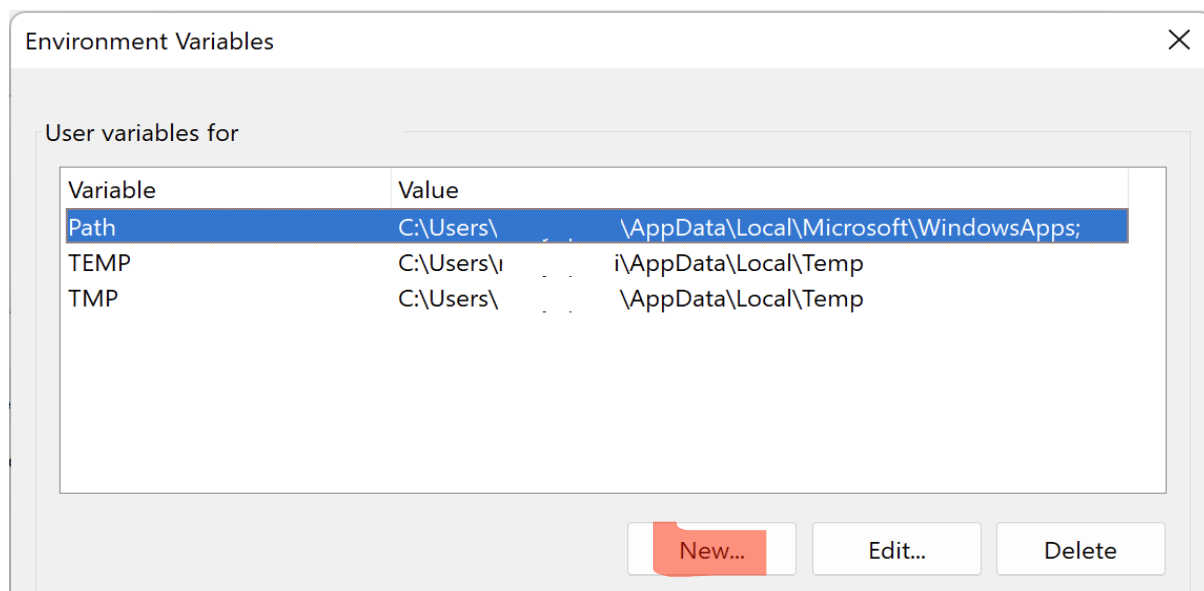 Environment Variables
User variables for
Variable Value
Path C:\Users\ \AppData\Local\Microsoft\WindowsApps;
TEMP C:\Users\ i\AppData\Local\Temp
TMP C:\Users\ \AppData\Local\Temp
New... Edit... Delete